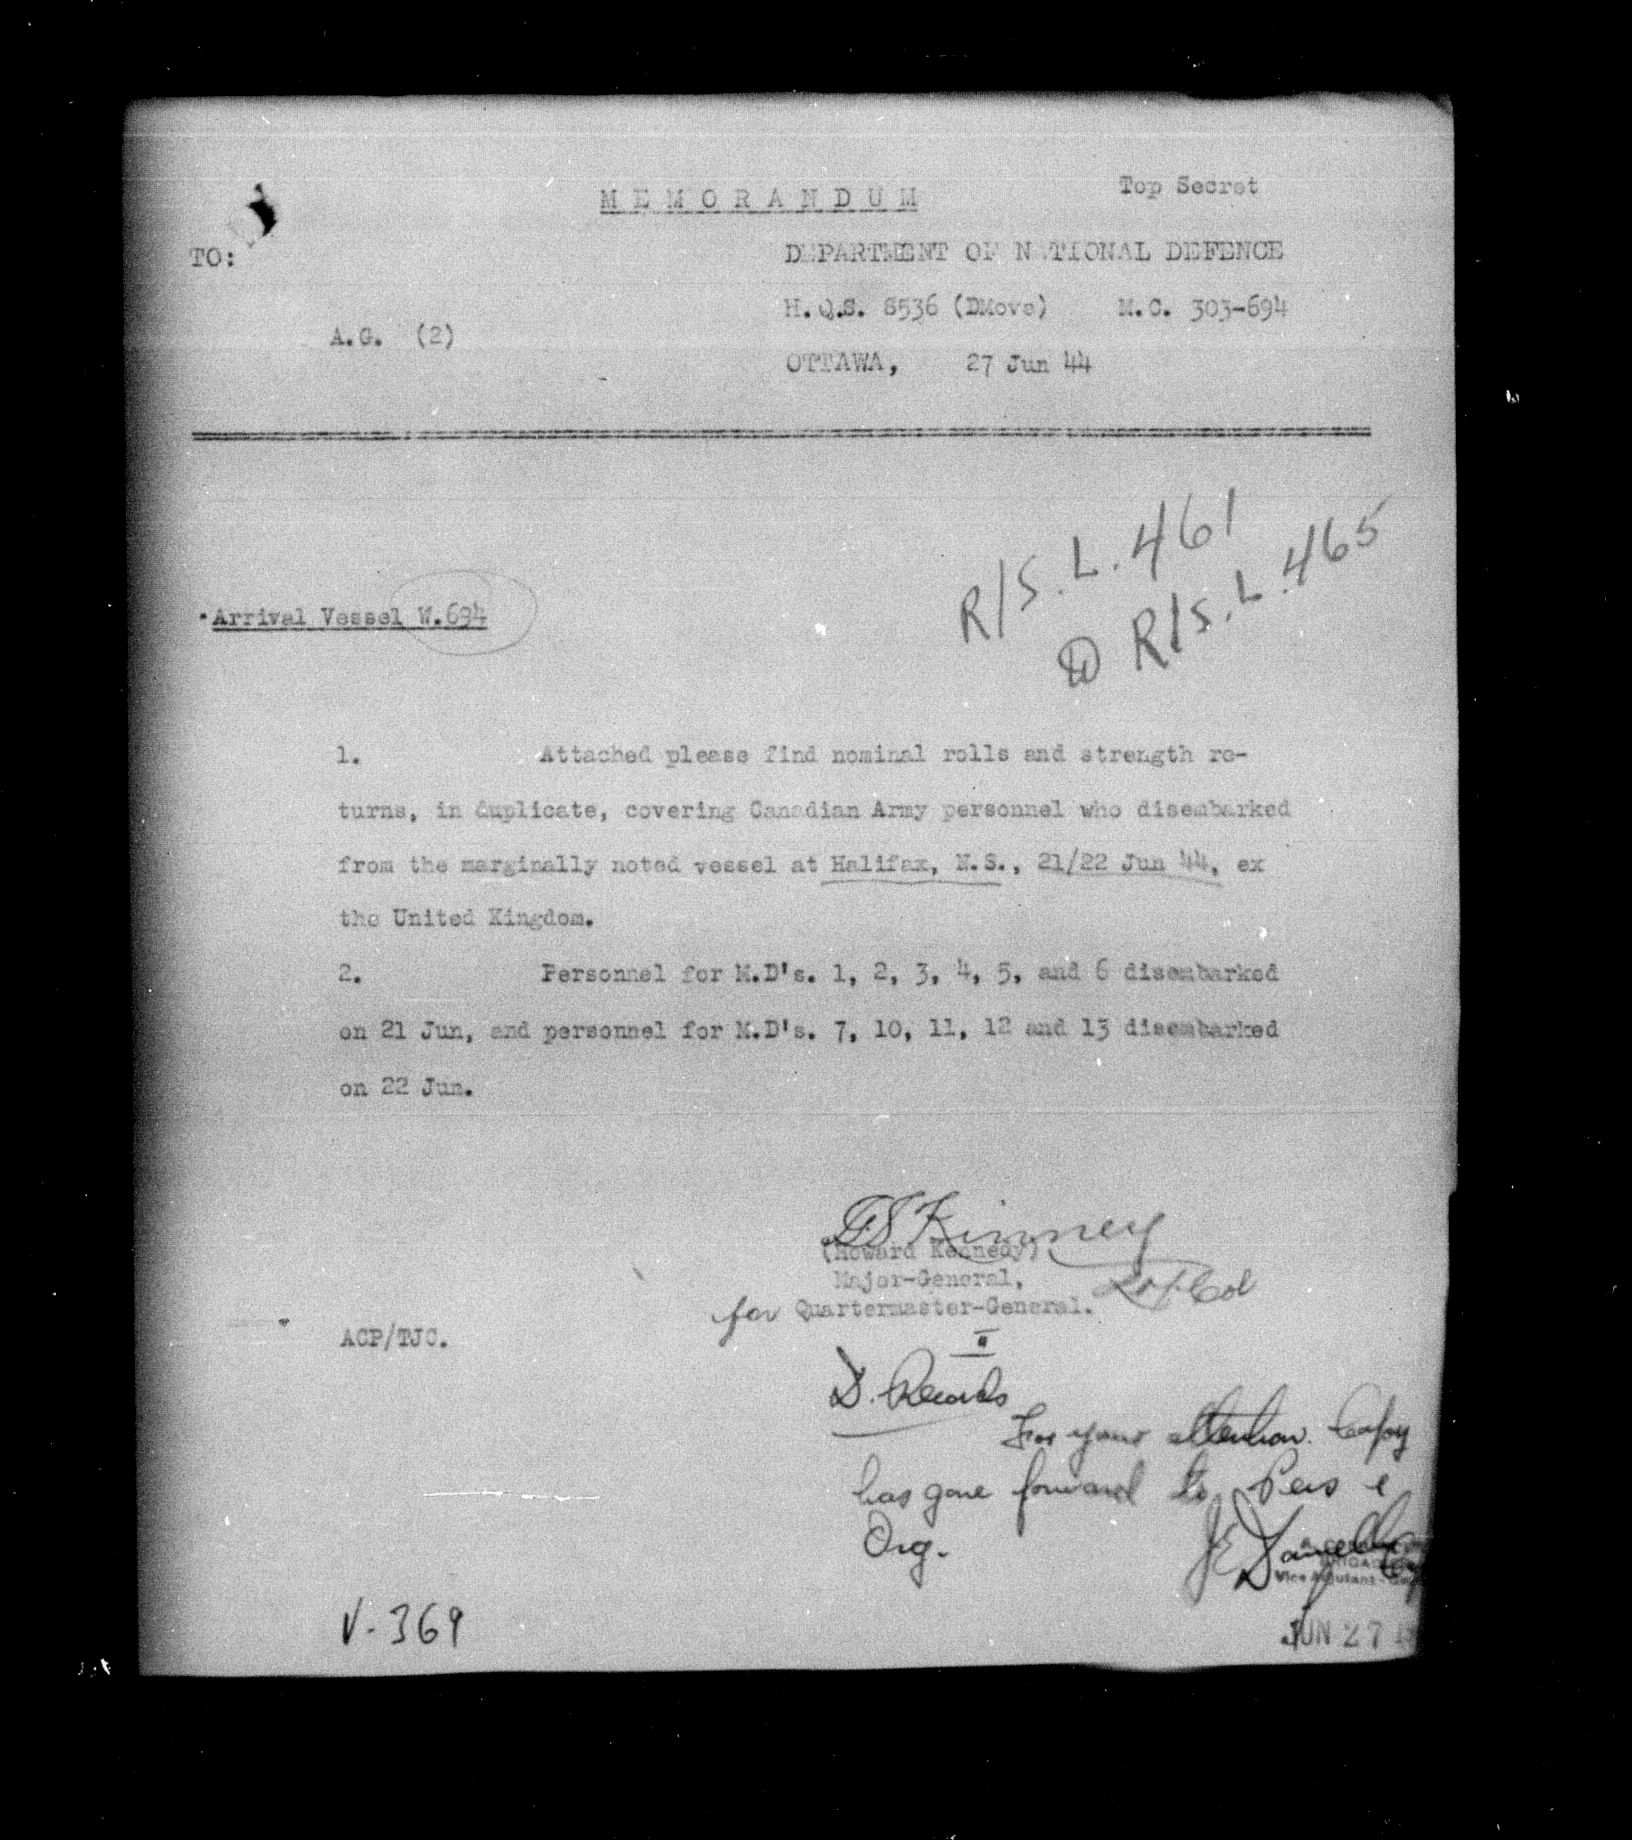 MEMORANDUM
Top Secret
TO:
DEPARTMENT OF NATIONAL DEFENCE
H.Q.S. 8536 (DMove) M.C. 303-694
A.G. (2)
OTTAWA, 27 Jun 44
R/S.L.461
R/S.L.465
Arrival Vessel W.694
1. Attached please find nominal rolls and strength re-
turns, in duplicate, covering Canadian Army personnel who disembarked
from the marginally noted vessel at Halifax, N.S., 21/22 Jun 44, ex
the United Kingdom.
2. Personnel for M.D's. 1, 2, 3, 4, 5, and 6 disembarked
on 21 Jun, and personnel for M.D's. 7, 10, 11, 12 and 13 disembarked
on 22 Jun.
Kinney
(Howard Kennedy)
Major-General, Lt/Col
for Quartermaster-General.
ACP/TJC.
II
D. Records
For your attention. Copy
has gone forward to Pers &
Org.
Vice Adjutant-
V-369
JUN 27